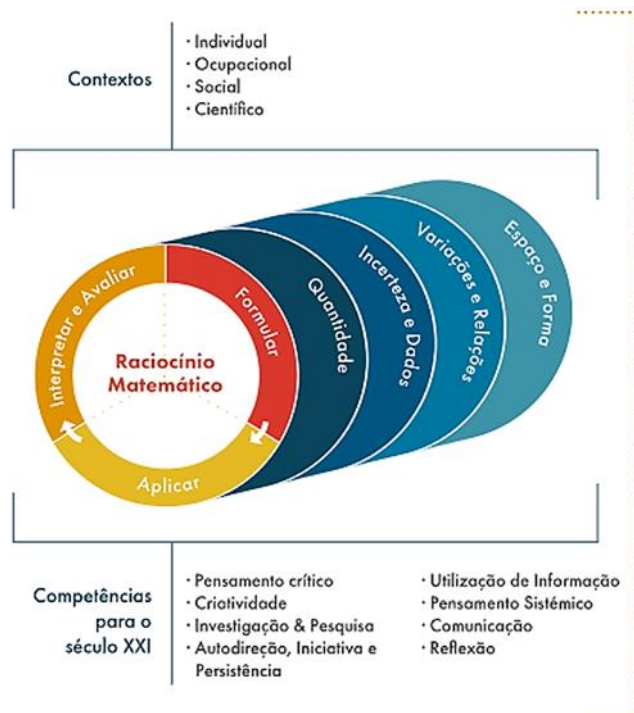 Contextos
· Individual
· Ocupacional
· Social
· Científico
Interpretar e Avaliar
Formular
Aplicar
Raciocínio
Matemático
Quantidade
Incerteza e Dados
Variações e Relações
Espaço e Forma
Competências
para o
século XXI
· Pensamento crítico
· Criatividade
· Investigação & Pesquisa
· Autodireção, Iniciativa e
Persistência
· Utilização de Informação
· Pensamento Sistémico
· Comunicação
· Reflexão